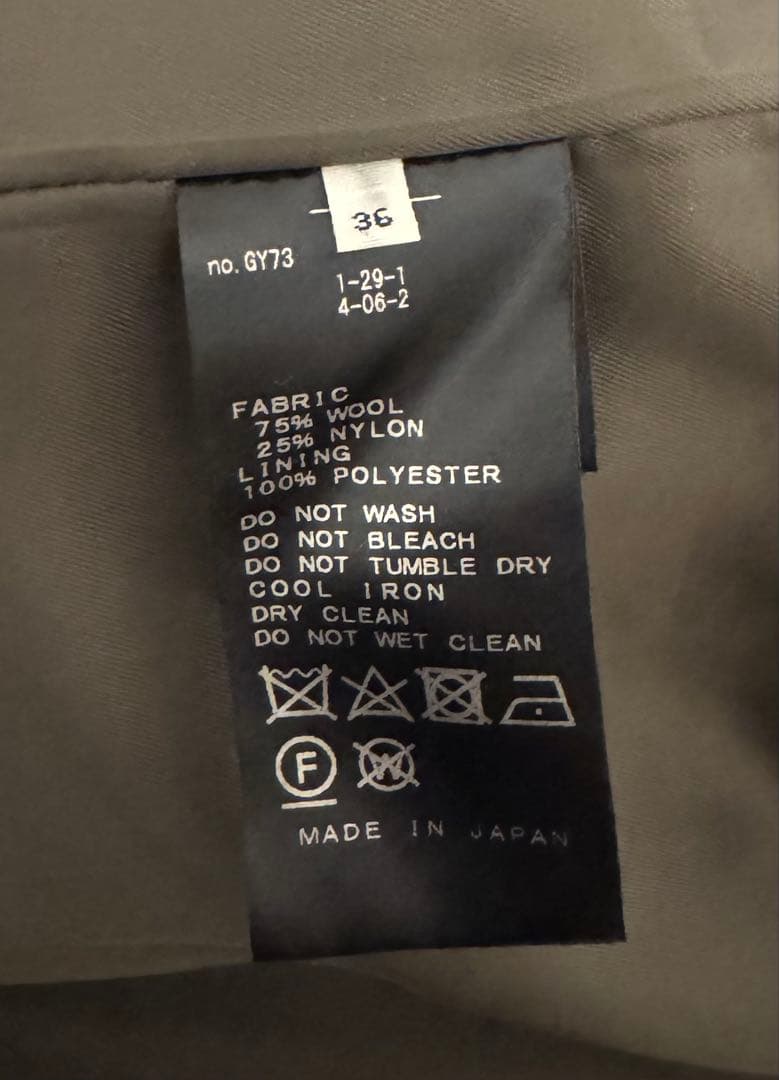 36
no.GY73
1-29-1
4-06-2
FABRIC
75% WOOL
25% NYLON
LINING
100% POLYESTER
DO NOT WASH
DO NOT BLEACH
DO NOT TUMBLE DRY
COOL IRON
DRY CLEAN
DO NOT WET CLEAN
F W
MADE IN JAPAN